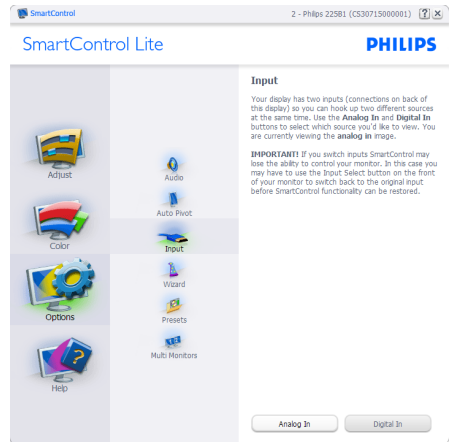 SmartControl
2 - Philips 225B1 (CS30715000001)
?
X
SmartControl Lite
PHILIPS
Adjust
Color
Options
Help
Audio
Auto Pivot
Input
Wizard
Presets
Multi Monitors
Input
Your display has two inputs (connections on back of
this display) so you can hook up two different sources
at the same time. Use the Analog In and Digital In
buttons to select which source you'd like to view. You
are currently viewing the analog in image.
IMPORTANT! If you switch inputs SmartControl may
lose the ability to control your monitor. In this case you
may have to use the Input Select button on the front
of your monitor to switch back to the original input
before SmartControl functionality can be restored.
Analog In
Digital In